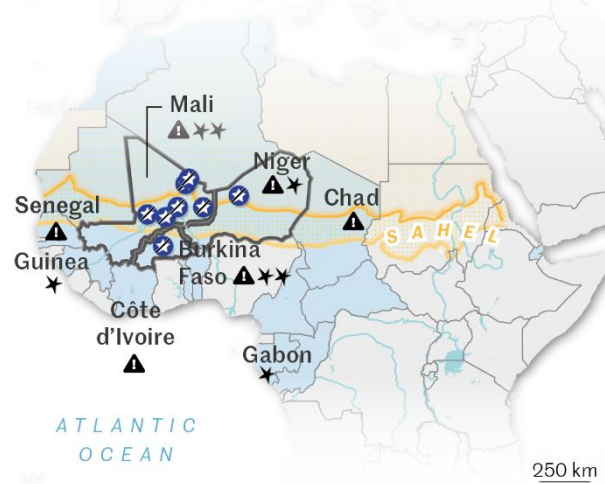 Mali
Niger
Senegal
Chad
SAHEL
Guinea
Burkina
Faso
Côte
d'Ivoire
Gabon
ATLANTIC
OCEAN
250 km